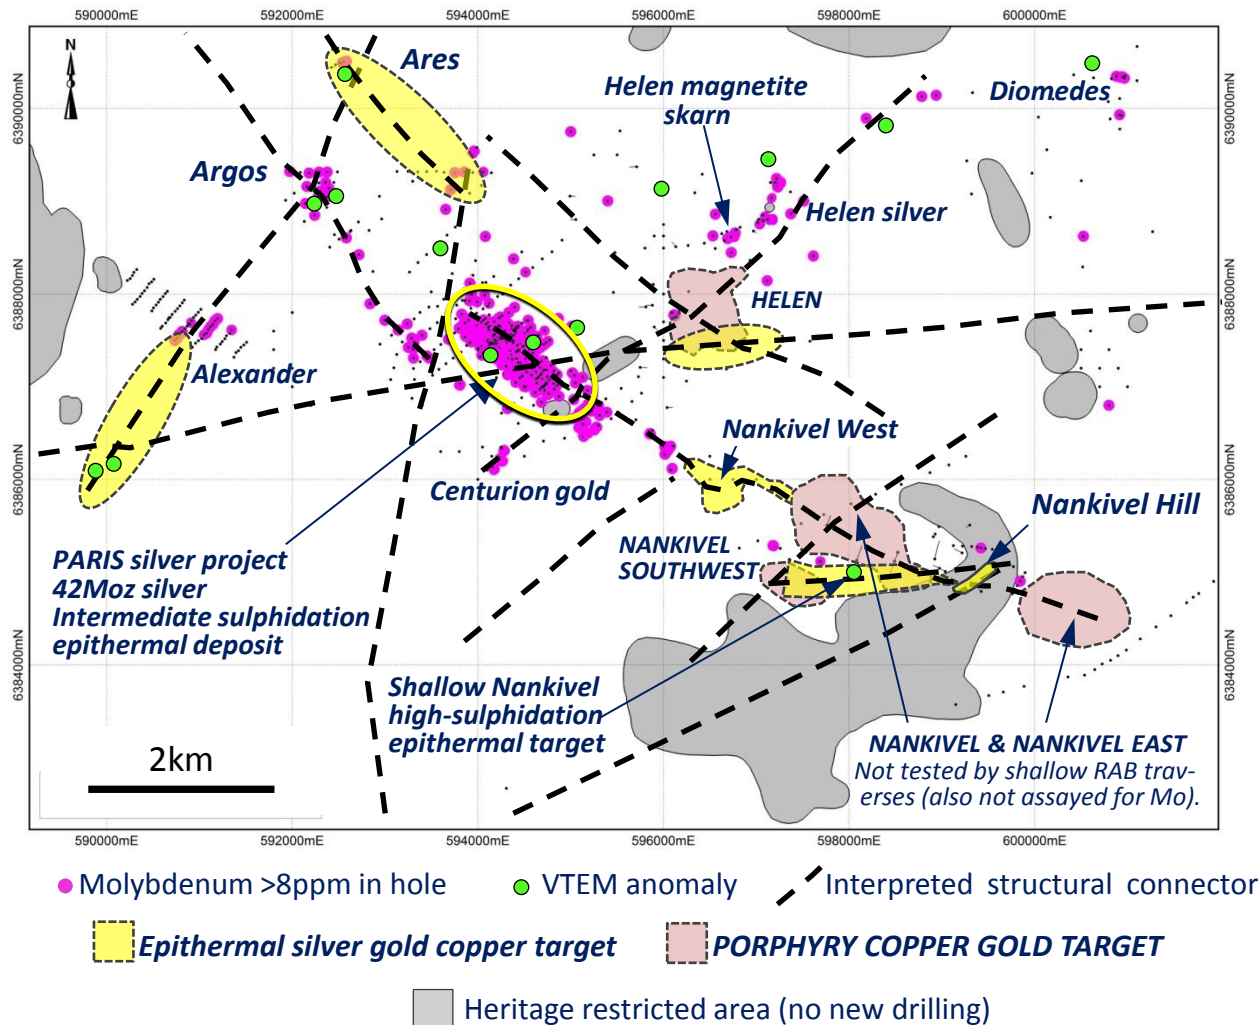 590000mE
592000mE
594000mE
596000mE
598000mE
600000mE
N
Ares
Helen magnetite
skarn
Diomedes
6390000mN
6390000mN
Argos
Helen silver
6388000mN
HELEN
6388000mN
Alexander
Nankivel West
Centurion gold
6386000mN
6386000mN
Nankivel Hill
NANKIVEL
SOUTHWEST
PARIS silver project
42Moz silver
Intermediate sulphidation
epithermal deposit
6384000mN
6384000mN
Shallow Nankivel
high-sulphidation
epithermal target
NANKIVEL & NANKIVEL EAST
Not tested by shallow RAB trav-
erses (also not assayed for Mo).
2km
590000mE
592000mE
594000mE
596000mE
598000mE
600000mE
Molybdenum >8ppm in hole
VTEM anomaly
Interpreted structural connector
Epithermal silver gold copper target
PORPHYRY COPPER GOLD TARGET
Heritage restricted area (no new drilling)